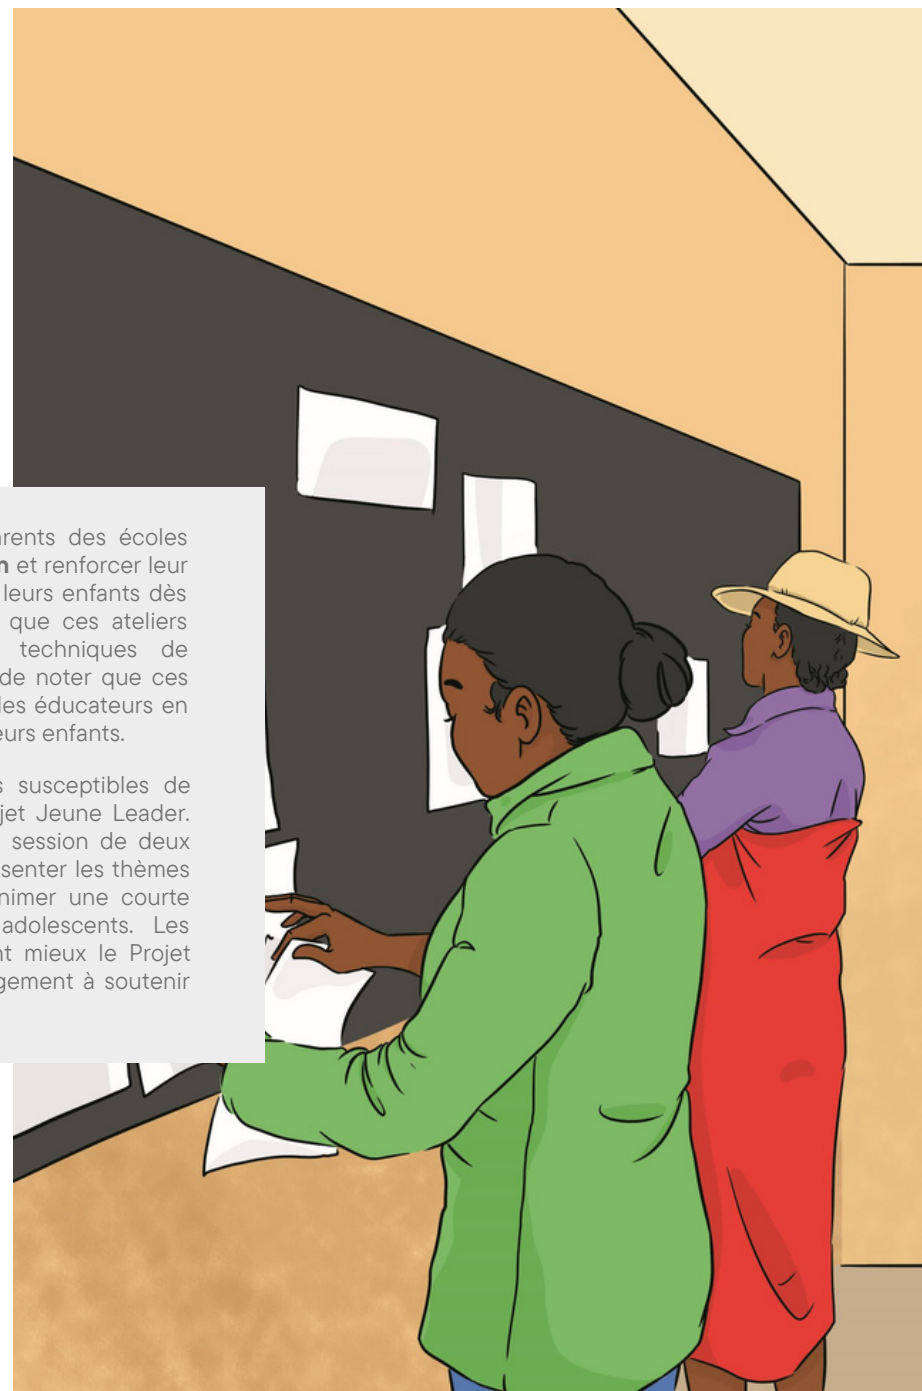 rents des écoles
n et renforcer leur
leurs enfants dès
que ces ateliers
techniques de
de noter que ces
les éducateurs en
eurs enfants.
s susceptibles de
jet Jeune Leader.
session de deux
senter les thèmes
nimer une courte
adolescents. Les
nt mieux le Projet
gement à soutenir